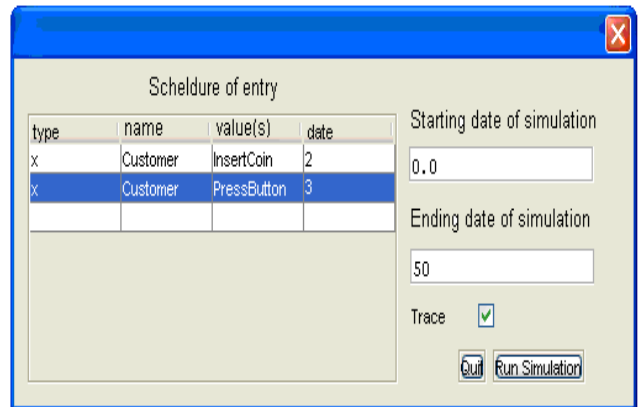 Scheldure of entry
type name value(s) date
x Customer InsertCoin 2
x Customer PressButton 3
Starting date of simulation
0.0
Ending date of simulation
50
Trace
Quit Run Simulation